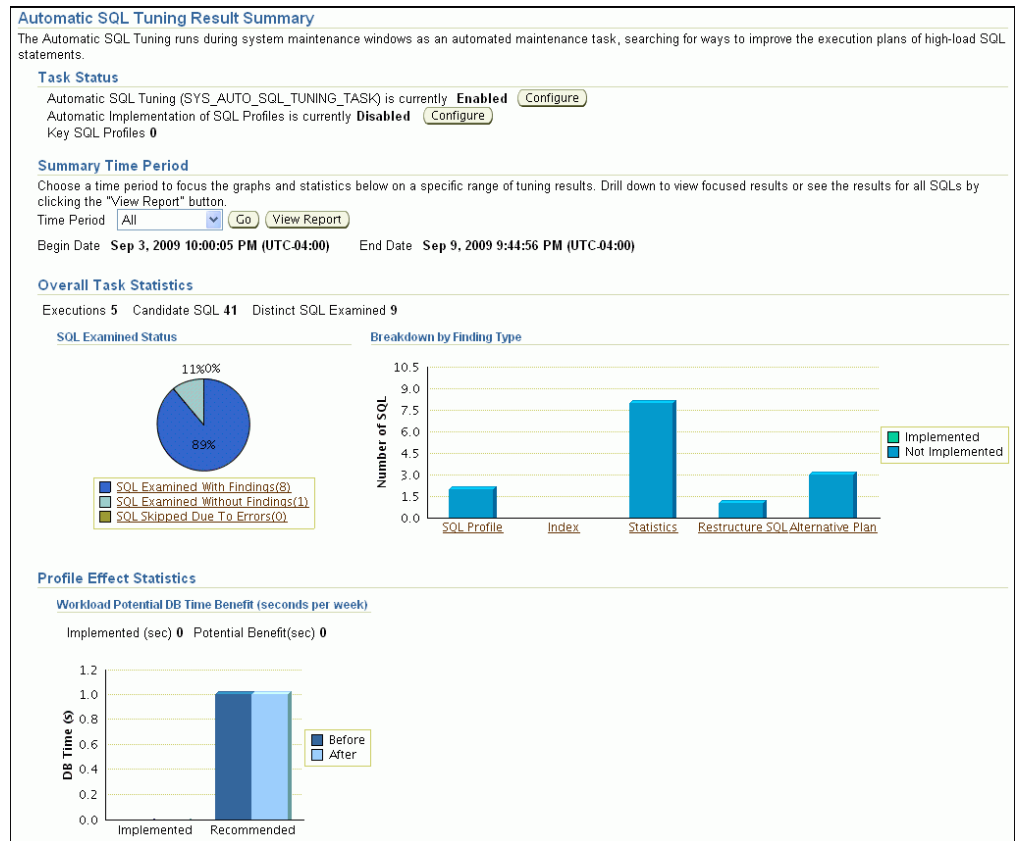 Automatic SQL Tuning Result Summary
The Automatic SQL Tuning runs during system maintenance windows as an automated maintenance task, searching for ways to improve the execution plans of high-load SQL
statements.
Task Status
Automatic SQL Tuning (SYS_AUTO_SQL_TUNING_TASK) is currently Enabled Configure
Automatic Implementation of SQL Profiles is currently Disabled Configure
Key SQL Profiles 0
Summary Time Period
Choose a time period to focus the graphs and statistics below on a specific range of tuning results. Drill down to view focused results or see the results for all SQLs by
clicking the "View Report" button.
Time Period All Go View Report
Begin Date Sep 3, 2009 10:00:05 PM (UTC-04:00) End Date Sep 9, 2009 9:44:56 PM (UTC-04:00)
Overall Task Statistics
Executions 5 Candidate SQL 41 Distinct SQL Examined 9
SQL Examined Status
11% 0%
89%
SQL Examined With Findings(8)
SQL Examined Without Findings(1)
SQL Skipped Due To Errors(0)
Breakdown by Finding Type
Number of SQL
10.5
9.0
7.5
6.0
4.5
3.0
1.5
0.0
SQL Profile Index Statistics Restructure SQL Alternative Plan
Implemented
Not Implemented
Profile Effect Statistics
Workload Potential DB Time Benefit (seconds per week)
Implemented (sec) 0 Potential Benefit(sec) 0
DB Time (s)
1.2
1.0
0.8
0.6
0.4
0.2
0.0
Implemented Recommended
Before
After